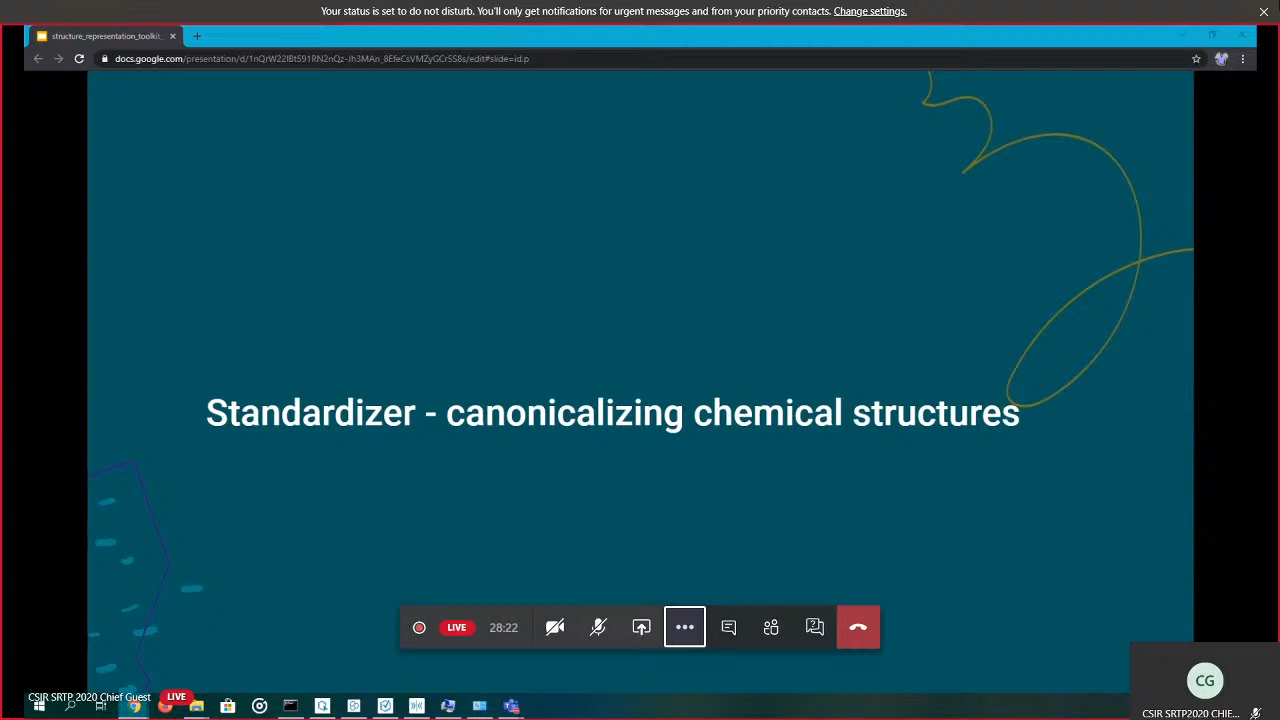 Your status is set to do not disturb. You'll only get notifications for urgent messages and from your priority contacts. Change settings.
structure_representation_toolkit_
docs.google.com/presentation/d/1nQrW22IBt591RN2nQz-Jh3MAn_8EfeCsVMZyGCr5S8s/edit#slide=id.p
Standardizer - canonicalizing chemical structures
LIVE 28:22
CG
CSIR SRTP 2020 Chief Guest LIVE
CSIR SRTP2020 CHIE...